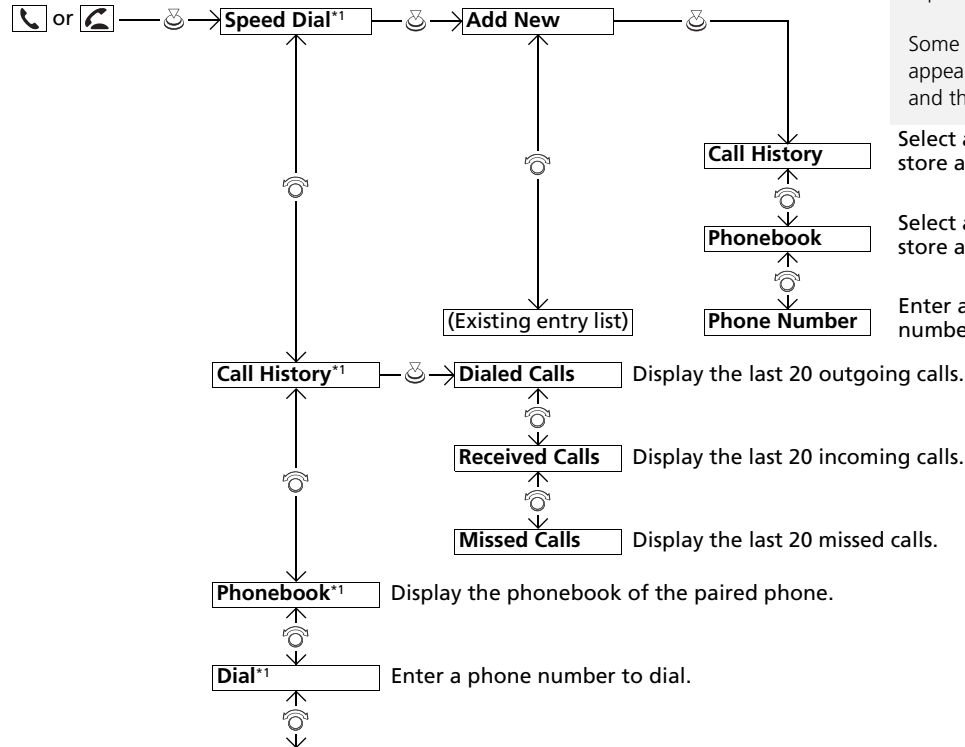 or
Speed Dial*1
Add New
Some
and th
Call History
Select a
store a
Phonebook
Select a
store a
(Existing entry list)
Phone Number
Enter a
numbe
Call History*1
Dialed Calls
Display the last 20 outgoing calls.
Received Calls
Display the last 20 incoming calls.
Missed Calls
Display the last 20 missed calls.
Phonebook*1
Display the phonebook of the paired phone.
Dial*1
Enter a phone number to dial.